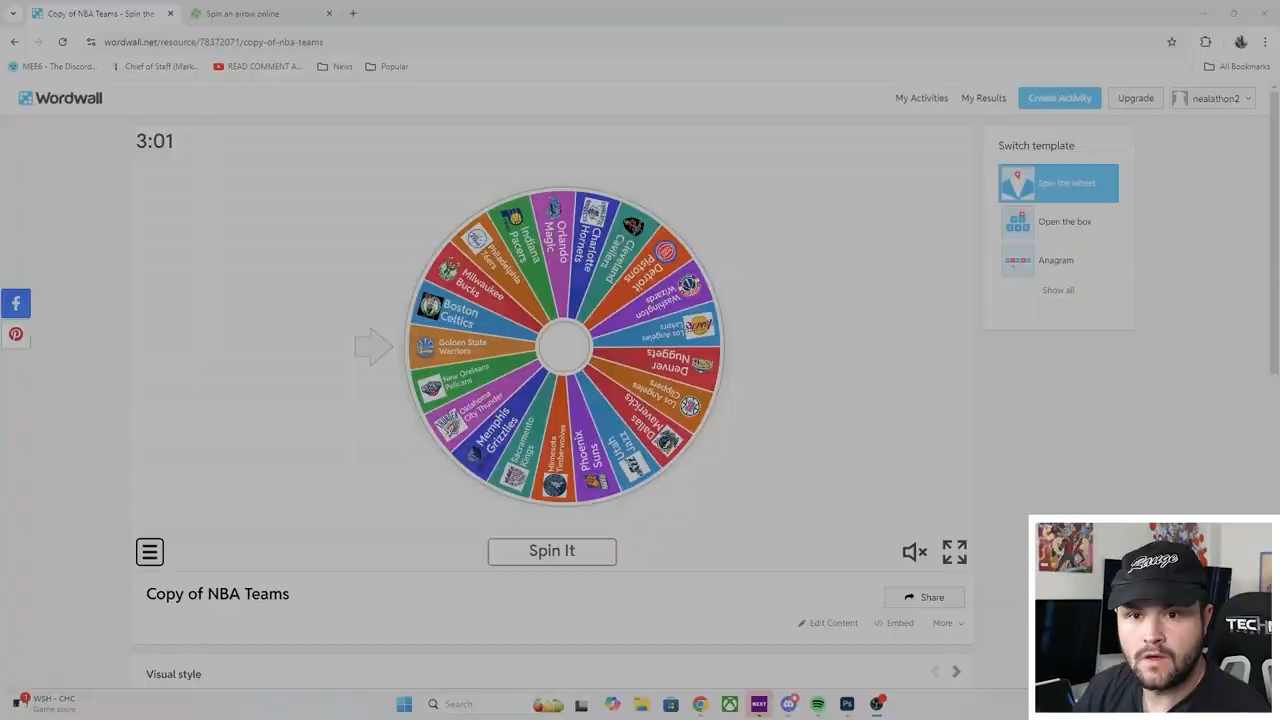 Copy of NBA Teams - Spin the
Spin an arrow online
wordwall.net/resource/78372071/copy-of-nba-teams
MEE6 - The Discord...
Chief of Staff (Mark...
READ COMMENT A...
News
Popular
All Bookmarks
Wordwall
My Activities
My Results
Create Activity
Upgrade
nealathon2
3:01
Switch template
Spin the wheel
Open the box
Anagram
Show all
Orlando
Magic
Charlotte
Hornets
Cleveland
Cavaliers
Detroit
Pistons
Washington
Wizards
Los Angeles
Lakers
Denver
Nuggets
Los Angeles
Clippers
Dallas
Mavericks
Utah
Jazz
Phoenix
Suns
Minnesota
Timberwolves
Sacramento
Kings
Memphis
Grizzlies
Oklahoma
City Thunder
New Orleans
Pelicans
Golden State
Warriors
Boston
Celtics
Milwaukee
Bucks
Philadelphia
76ers
Indiana
Pacers
Spin It
Copy of NBA Teams
Share
Edit Content
Embed
More
Visual style
1
WSH - CHC
Game score
Search
NEXT
Savage
TECHNI
SPORT